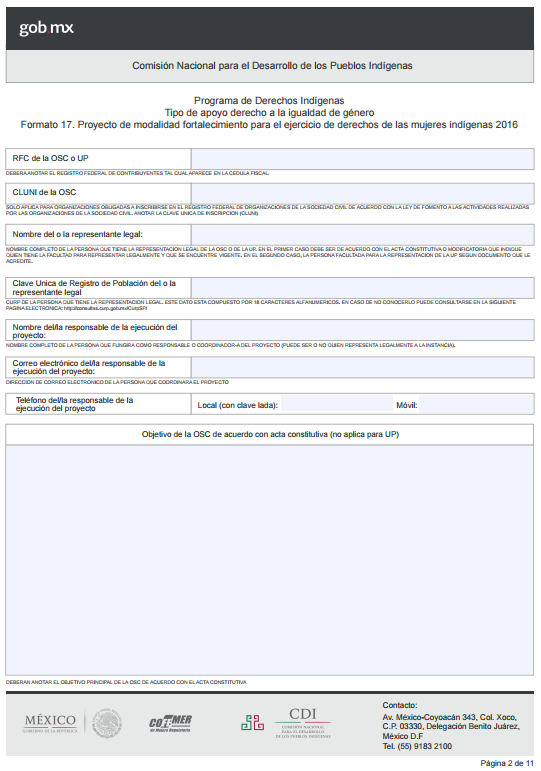 gob.mx
Comisión Nacional para el Desarrollo de los Pueblos Indígenas
Programa de Derechos Indígenas
Tipo de apoyo derecho a la igualdad de género
Formato 17. Proyecto de modalidad fortalecimiento para el ejercicio de derechos de las mujeres indígenas 2016
RFC de la OSC o UP
DEBERA ANOTAR EL REGISTRO FEDERAL DE CONTRIBUYENTES TAL CUAL APARECE EN LA CEDULA FISCAL.
CLUNI de la OSC
SOLO APLICA PARA ORGANIZACIONES OBLIGADAS A INSCRIBIRSE EN EL REGISTRO FEDERAL DE ORGANIZACIONES DE LA SOCIEDAD CIVIL DE ACUERDO CON LA LEY DE FOMENTO A LAS ACTIVIDADES REALIZADAS
POR LAS ORGANIZACIONES DE LA SOCIEDAD CIVIL. ANOTAR LA CLAVE UNICA DE INSCRIPCION (CLUNI)
Nombre del o la representante legal:
NOMBRE COMPLETO DE LA PERSONA QUE TIENE LA REPRESENTACION LEGAL DE LA OSC O DE LA UP. EN EL PRIMER CASO DEBE SER DE ACUERDO CON EL ACTA CONSTITUTIVA O MODIFICATORIA QUE INDIQUE
QUIEN TIENE LA FACULTAD PARA REPRESENTAR LEGALMENTE Y QUE SE ENCUENTRE VIGENTE. EN EL SEGUNDO CASO, LA PERSONA FACULTADA PARA LA REPRESENTACION DE LA UP SEGUN DOCUMENTO QUE LE
ACREDITE.
Clave Unica de Registro de Población del o la
representante legal
CURP DE LA PERSONA QUE TIENE LA REPRESENTACION LEGAL. ESTE DATO ESTA COMPUESTO POR 18 CARACTERES ALFANUMERICOS. EN CASO DE NO CONOCERLO PUEDE CONSULTARSE EN LA SIGUIENTE
PAGINA ELECTRONICA: http://consultas.curp.gob.mx/CurpSP/
Nombre del/la responsable de la ejecución del
proyecto:
NOMBRE COMPLETO DE LA PERSONA QUE FUNGIRA COMO RESPONSABLE O COORDINADOR-A DEL PROYECTO (PUEDE SER O NO QUIEN REPRESENTA LEGALMENTE A LA INSTANCIA).
Correo electrónico del/la responsable de la
ejecución del proyecto:
DIRECCION DE CORREO ELECTRONICO DE LA PERSONA QUE COORDINARA EL PROYECTO
Teléfono del/la responsable de la
ejecución del proyecto
Local (con clave lada):
Móvil:
Objetivo de la OSC de acuerdo con acta constitutiva (no aplica para UP)
DEBERAN ANOTAR EL OBJETIVO PRINCIPAL DE LA OSC DE ACUERDO CON EL ACTA CONSTITUTIVA
MÉXICO
GOBIERNO DE LA REPÚBLICA
COFEMER
de Mejora Regulatoria
CDI
COMISIÓN NACIONAL
PARA EL DESARROLLO
DE LOS PUEBLOS INDÍGENAS
Contacto:
Av. México-Coyoacán 343, Col. Xoco,
C.P. 03330, Delegación Benito Juárez,
México D.F
Tel. (55) 9183 2100
Página 2 de 11